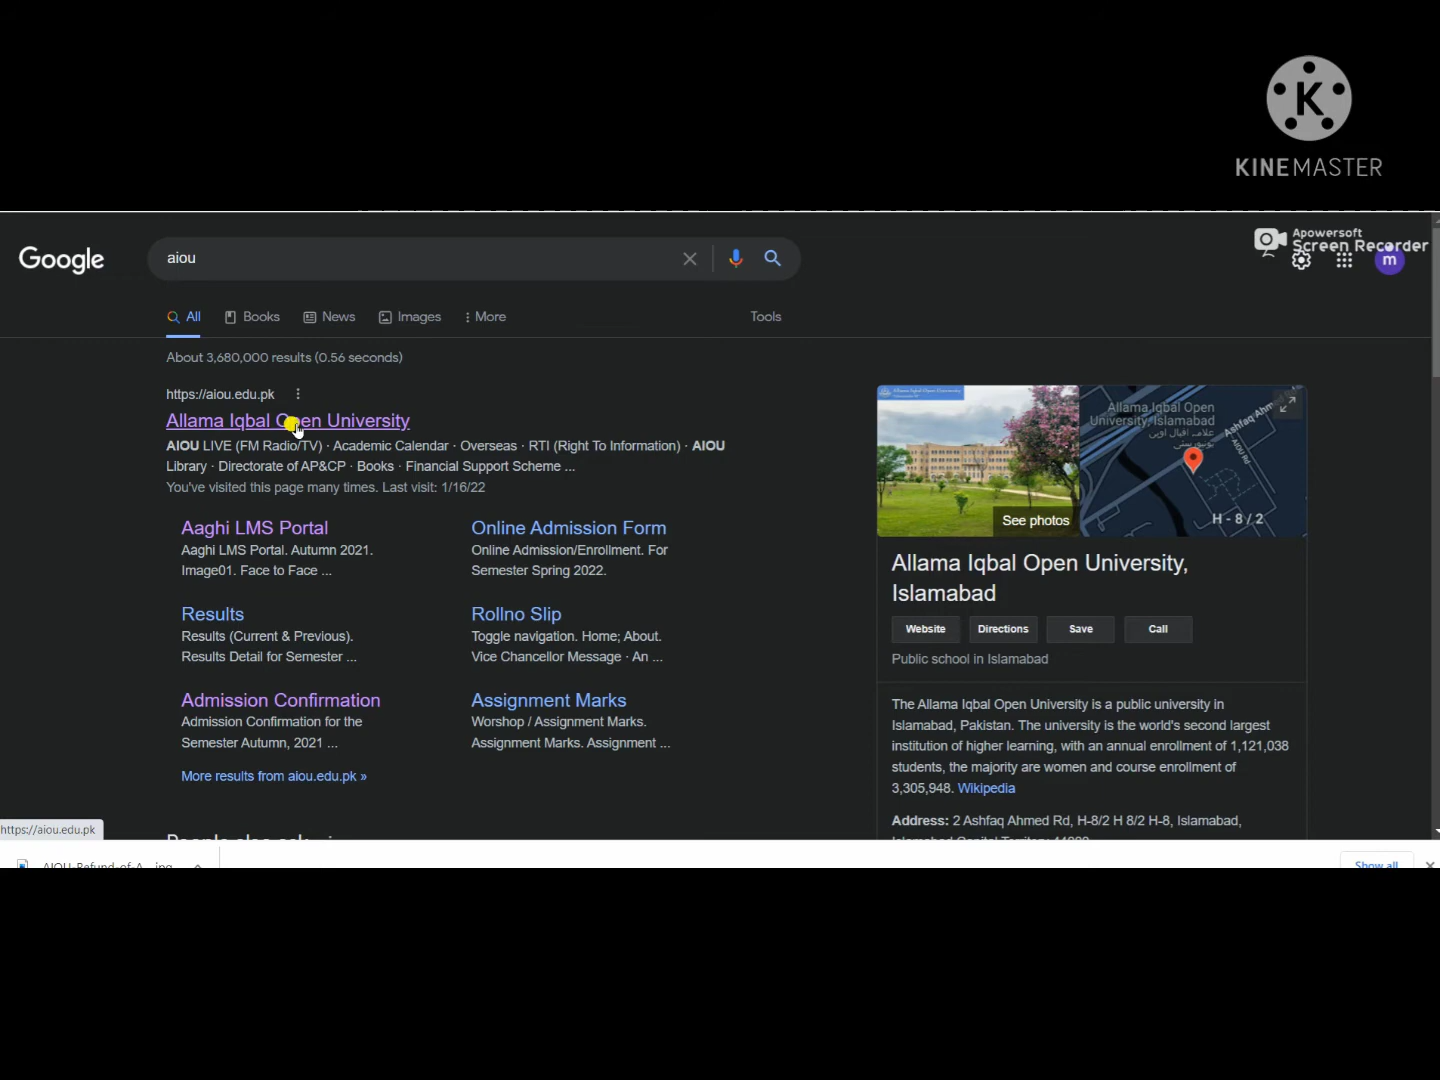 KINEMASTER
Apowersoft
Screen Recorder
Google
aiou
m
All
Books
News
Images
More
Tools
About 3,680,000 results (0.56 seconds)
https://aiou.edu.pk
Allama Iqbal Open University
AIOU LIVE (FM Radio/TV) · Academic Calendar · Overseas · RTI (Right To Information) · AIOU
Library · Directorate of AP&CP · Books · Financial Support Scheme ...
You've visited this page many times. Last visit: 1/16/22
Aaghi LMS Portal
Aaghi LMS Portal. Autumn 2021.
Image01. Face to Face ...
Online Admission Form
Online Admission/Enrollment. For
Semester Spring 2022.
Results
Results (Current & Previous).
Results Detail for Semester ...
Rollno Slip
Toggle navigation. Home; About.
Vice Chancellor Message · An ...
Admission Confirmation
Admission Confirmation for the
Semester Autumn, 2021 ...
Assignment Marks
Worshop / Assignment Marks.
Assignment Marks. Assignment ...
More results from aiou.edu.pk »
https://aiou.edu.pk
See photos
Allama Iqbal Open
University, Islamabad
علامہ اقبال اوپن
یونیورسٹی
Ashfaq Ahmed
AIOU Rd
H-8/2
Allama Iqbal Open University,
Islamabad
Website
Directions
Save
Call
Public school in Islamabad
The Allama Iqbal Open University is a public university in
Islamabad, Pakistan. The university is the world's second largest
institution of higher learning, with an annual enrollment of 1,121,038
students, the majority are women and course enrollment of
3,305,948. Wikipedia
Address: 2 Ashfaq Ahmed Rd, H-8/2 H 8/2 H-8, Islamabad,
Show all